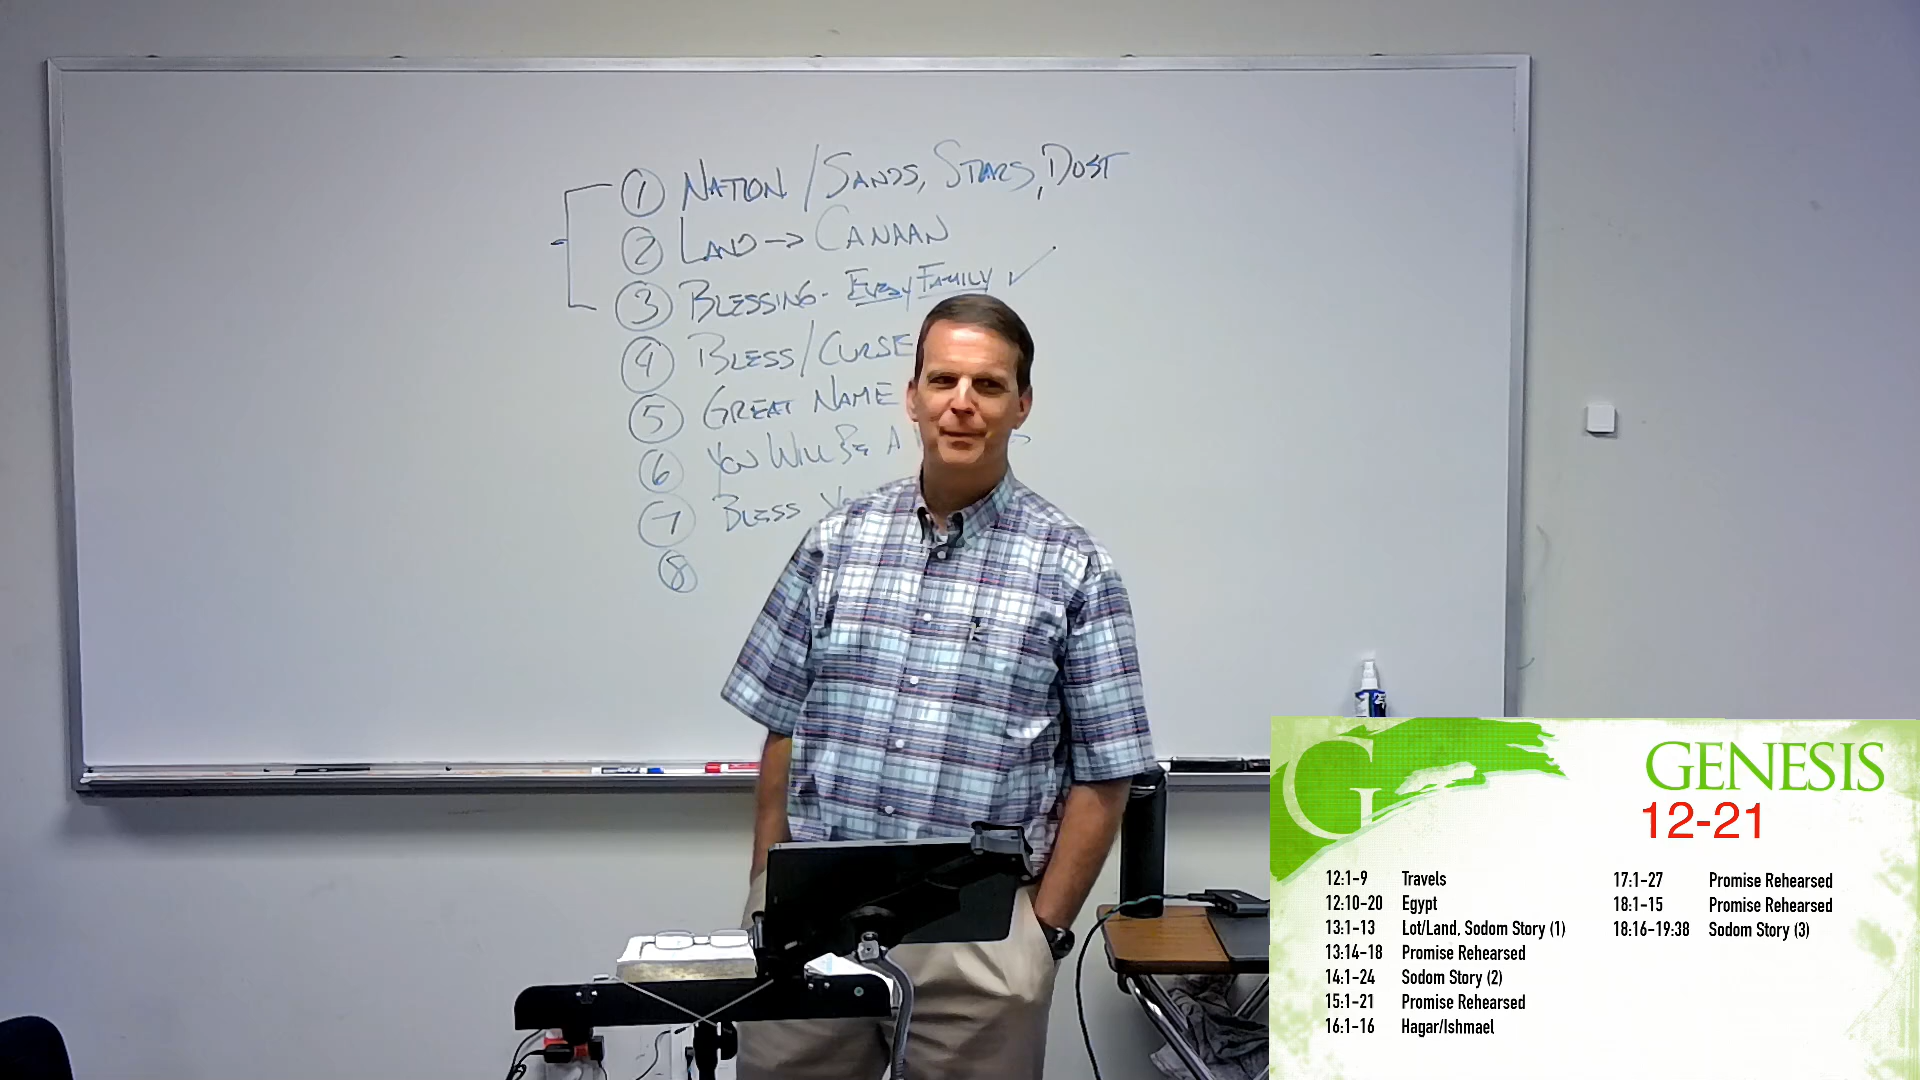 ① NATION / SANDS, STARS, DUST
② LAND → CANAAN
③ BLESSING - EVERY FAMILY ✓
④ BLESS/CURSE
⑤ GREAT NAME
⑥ YOU WILL BE A
⑦ BLESS
⑧
G
GENESIS
12-21
12:1-9 Travels
12:10-20 Egypt
13:1-13 Lot/Land, Sodom Story (1)
13:14-18 Promise Rehearsed
14:1-24 Sodom Story (2)
15:1-21 Promise Rehearsed
16:1-16 Hagar/Ishmael
17:1-27 Promise Rehearsed
18:1-15 Promise Rehearsed
18:16-19:38 Sodom Story (3)